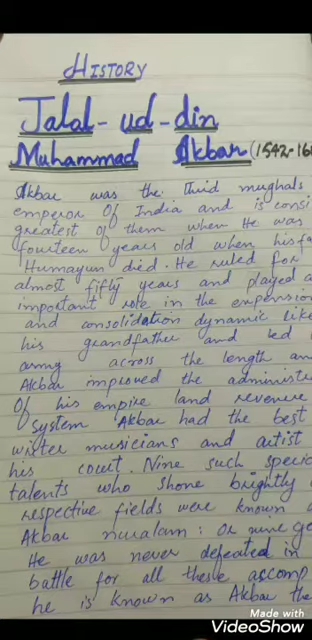 HISTORY
Jalal-ud-din
Muhammad Akbar (1542-16
Akbar was the Third mughals
emperor of India and is consi
greatest of them when He was
fourteen years old when his fa
Humayun died. He ruled for
almost fifty years and played a
important role in the expension
and consolidation dynamic like
his grandfather and led
army across the length an
Akbar improved the administe
Of his empire land revenue
system Akbar had the best
writer musicians and artist
his court. Nine such speci
talents who shone brightly
respective fields were known
Akbar : Or nine ge
He was never defeated in
battle for all these accomp
he is known as Akbar the
Made with
VideoShow